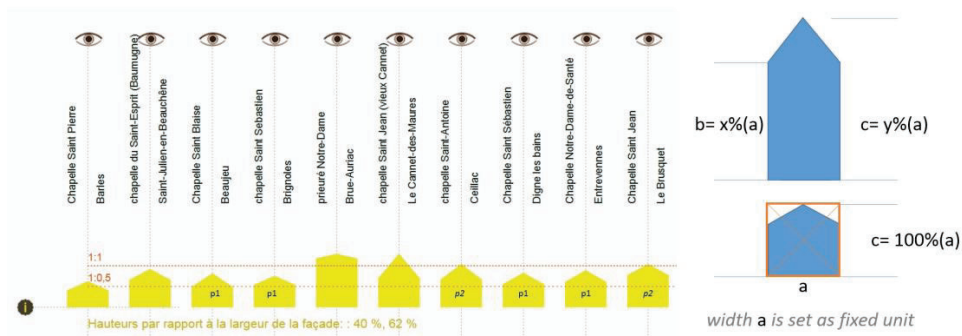 Chapelle Saint Pierre
Barles
chapelle du Saint-Esprit (Baumugne)
Saint-Julien-en-Beauchêne
Chapelle Saint Blaise
Beaujeu
chapelle Saint Sebastien
Brignoles
prieuré Notre-Dame
Brue-Auriac
chapelle Saint Jean (vieux Cannet)
Le Cannet-des-Maures
chapelle Saint-Antoine
Ceillac
chapelle Saint Sébastien
Digne les bains
Chapelle Notre-Dame-de-Santé
Entrevennes
Chapelle Saint Jean
Le Brusquet
1:1
1:0,5
p1
p1
p2
p1
p1
p2
i
Hauteurs par rapport à la largeur de la façade: : 40 %, 62 %
b= x%(a)
c= y%(a)
c= 100%(a)
a
width a is set as fixed unit